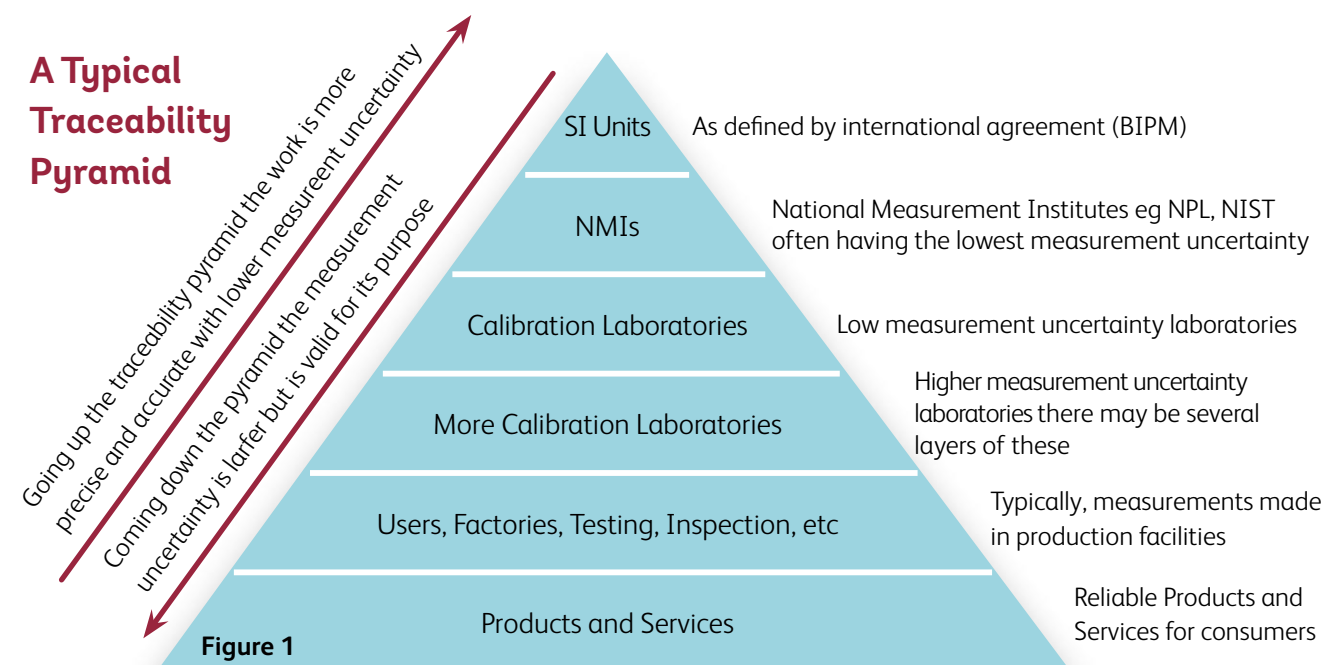 A Typical
Traceability
Pyramid
Going up the traceability pyramid the work is more
precise and accurate with lower measureent uncertainty
Coming down the pyramid the measurement
uncertainty is larfer but is valid for its purpose
SI Units
As defined by international agreement (BIPM)
NMIs
National Measurement Institutes eg NPL, NIST
often having the lowest measurement uncertainty
Calibration Laboratories
Low measurement uncertainty laboratories
More Calibration Laboratories
Higher measurement uncertainty
laboratories there may be several
layers of these
Users, Factories, Testing, Inspection, etc
Typically, measurements made
in production facilities
Products and Services
Reliable Products and
Services for consumers
Figure 1